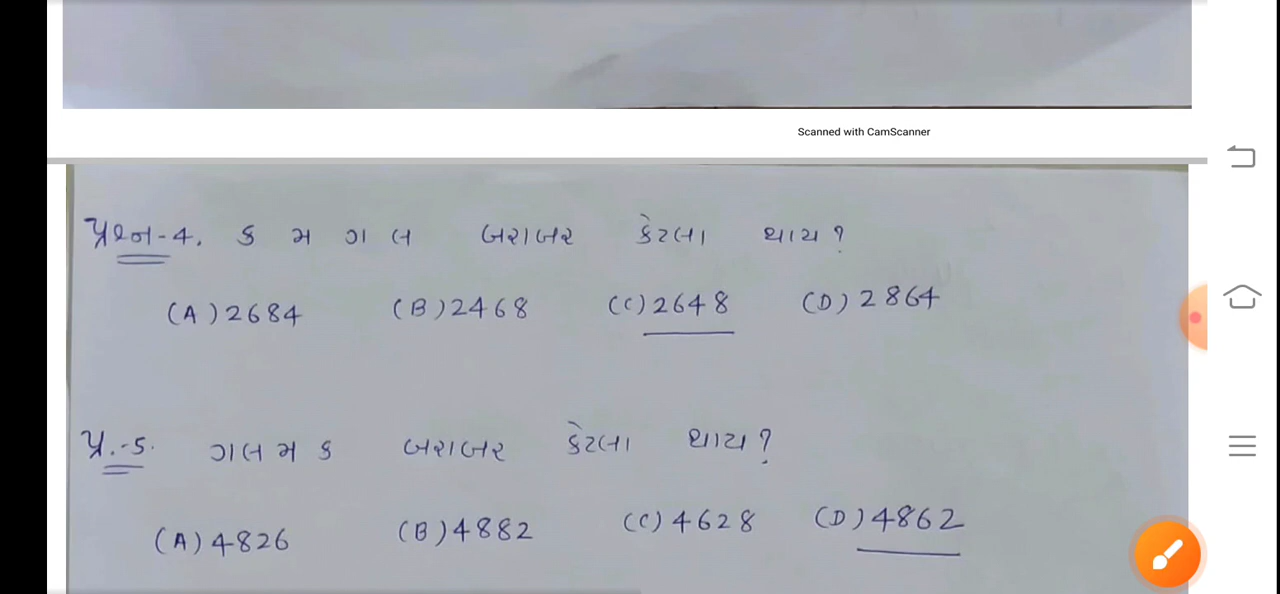 Scanned with CamScanner
પ્રશ્ન-4. ક મ ગ લ બરાબર કેટલા થાય?
(A) 2684 (B) 2468 (C) 2648 (D) 2864
પ્ર.-5. ગ લ મ ક બરાબર કેટલા થાય?
(A) 4826 (B) 4882 (C) 4628 (D) 4862